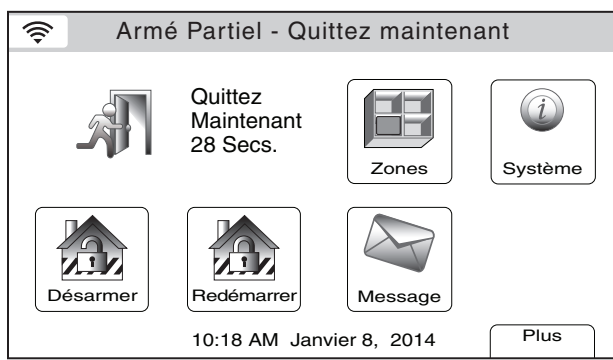 Armé Partiel - Quittez maintenant
Quittez
Maintenant
28 Secs.
Zones
Système
Désarmer
Redémarrer
Message
10:18 AM Janvier 8, 2014
Plus